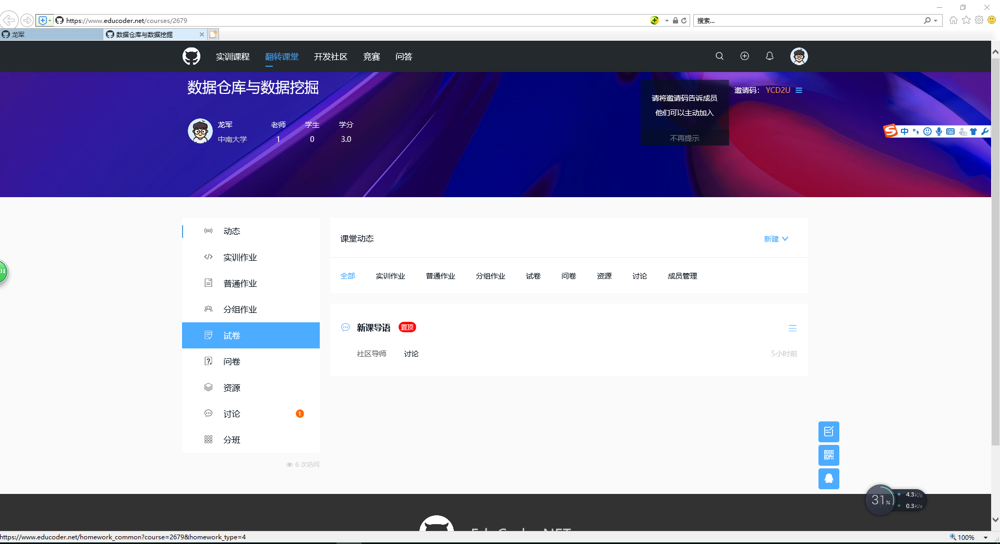 https://www.educoder.net/courses/2679
搜索...
龙军
数据仓库与数据挖掘
实训课程
翻转课堂
开发社区
竞赛
问答
数据仓库与数据挖掘
邀请码： YCD2U
请将邀请码告诉成员
他们可以主动加入
不再提示
龙军
中南大学
老师
1
学生
0
学分
3.0
中
动态
实训作业
普通作业
分组作业
试卷
问卷
资源
讨论
1
分班
6 次访问
课堂动态
新建
全部
实训作业
普通作业
分组作业
试卷
问卷
资源
讨论
成员管理
新课导语
置顶
社区导师
讨论
5小时前
31
31%
4.3K/s
0.3K/s
https://www.educoder.net/homework_common?course=2679&homework_type=4
100%